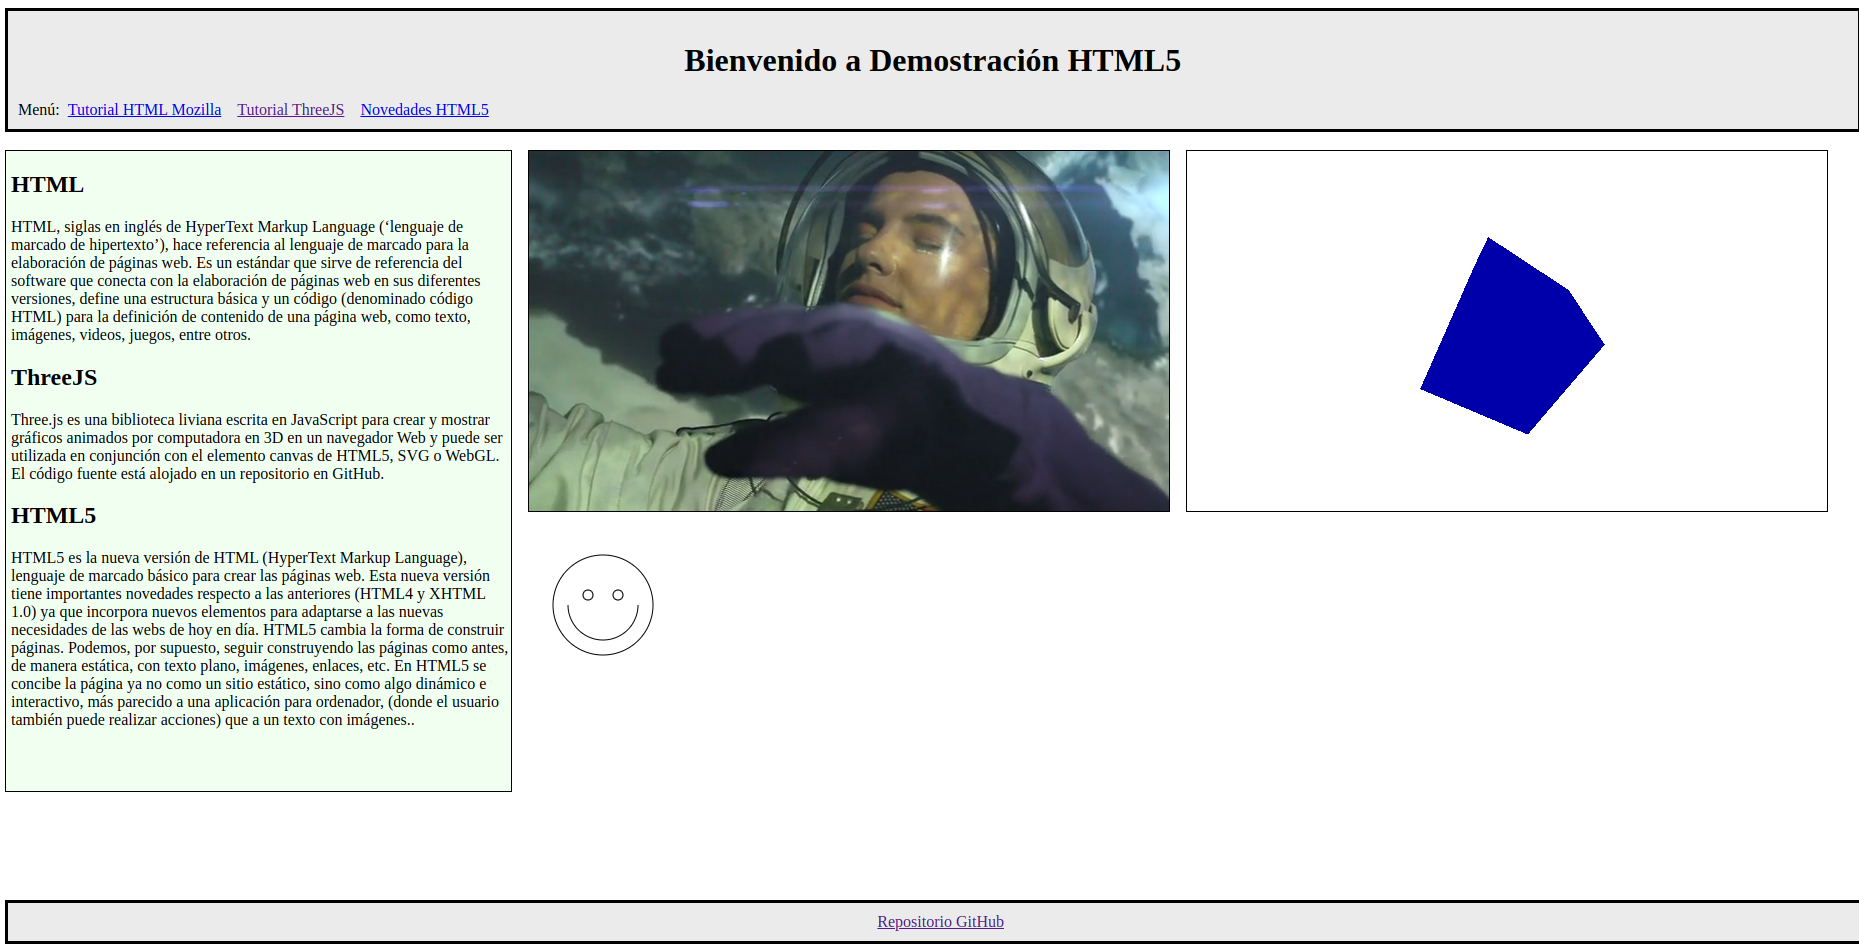 Bienvenido a Demostración HTML5
Menú: Tutorial HTML Mozilla Tutorial ThreeJS Novedades HTML5
HTML
HTML, siglas en inglés de HyperText Markup Language (‘lenguaje de
marcado de hipertexto’), hace referencia al lenguaje de marcado para la
elaboración de páginas web. Es un estándar que sirve de referencia del
software que conecta con la elaboración de páginas web en sus diferentes
versiones, define una estructura básica y un código (denominado código
HTML) para la definición de contenido de una página web, como texto,
imágenes, videos, juegos, entre otros.
ThreeJS
Three.js es una biblioteca liviana escrita en JavaScript para crear y mostrar
gráficos animados por computadora en 3D en un navegador Web y puede ser
utilizada en conjunción con el elemento canvas de HTML5, SVG o WebGL.
El código fuente está alojado en un repositorio en GitHub.
HTML5
HTML5 es la nueva versión de HTML (HyperText Markup Language),
lenguaje de marcado básico para crear las páginas web. Esta nueva versión
tiene importantes novedades respecto a las anteriores (HTML4 y XHTML
1.0) ya que incorpora nuevos elementos para adaptarse a las nuevas
necesidades de las webs de hoy en día. HTML5 cambia la forma de construir
páginas. Podemos, por supuesto, seguir construyendo las páginas como antes,
de manera estática, con texto plano, imágenes, enlaces, etc. En HTML5 se
concibe la página ya no como un sitio estático, sino como algo dinámico e
interactivo, más parecido a una aplicación para ordenador, (donde el usuario
también puede realizar acciones) que a un texto con imágenes..
Repositorio GitHub